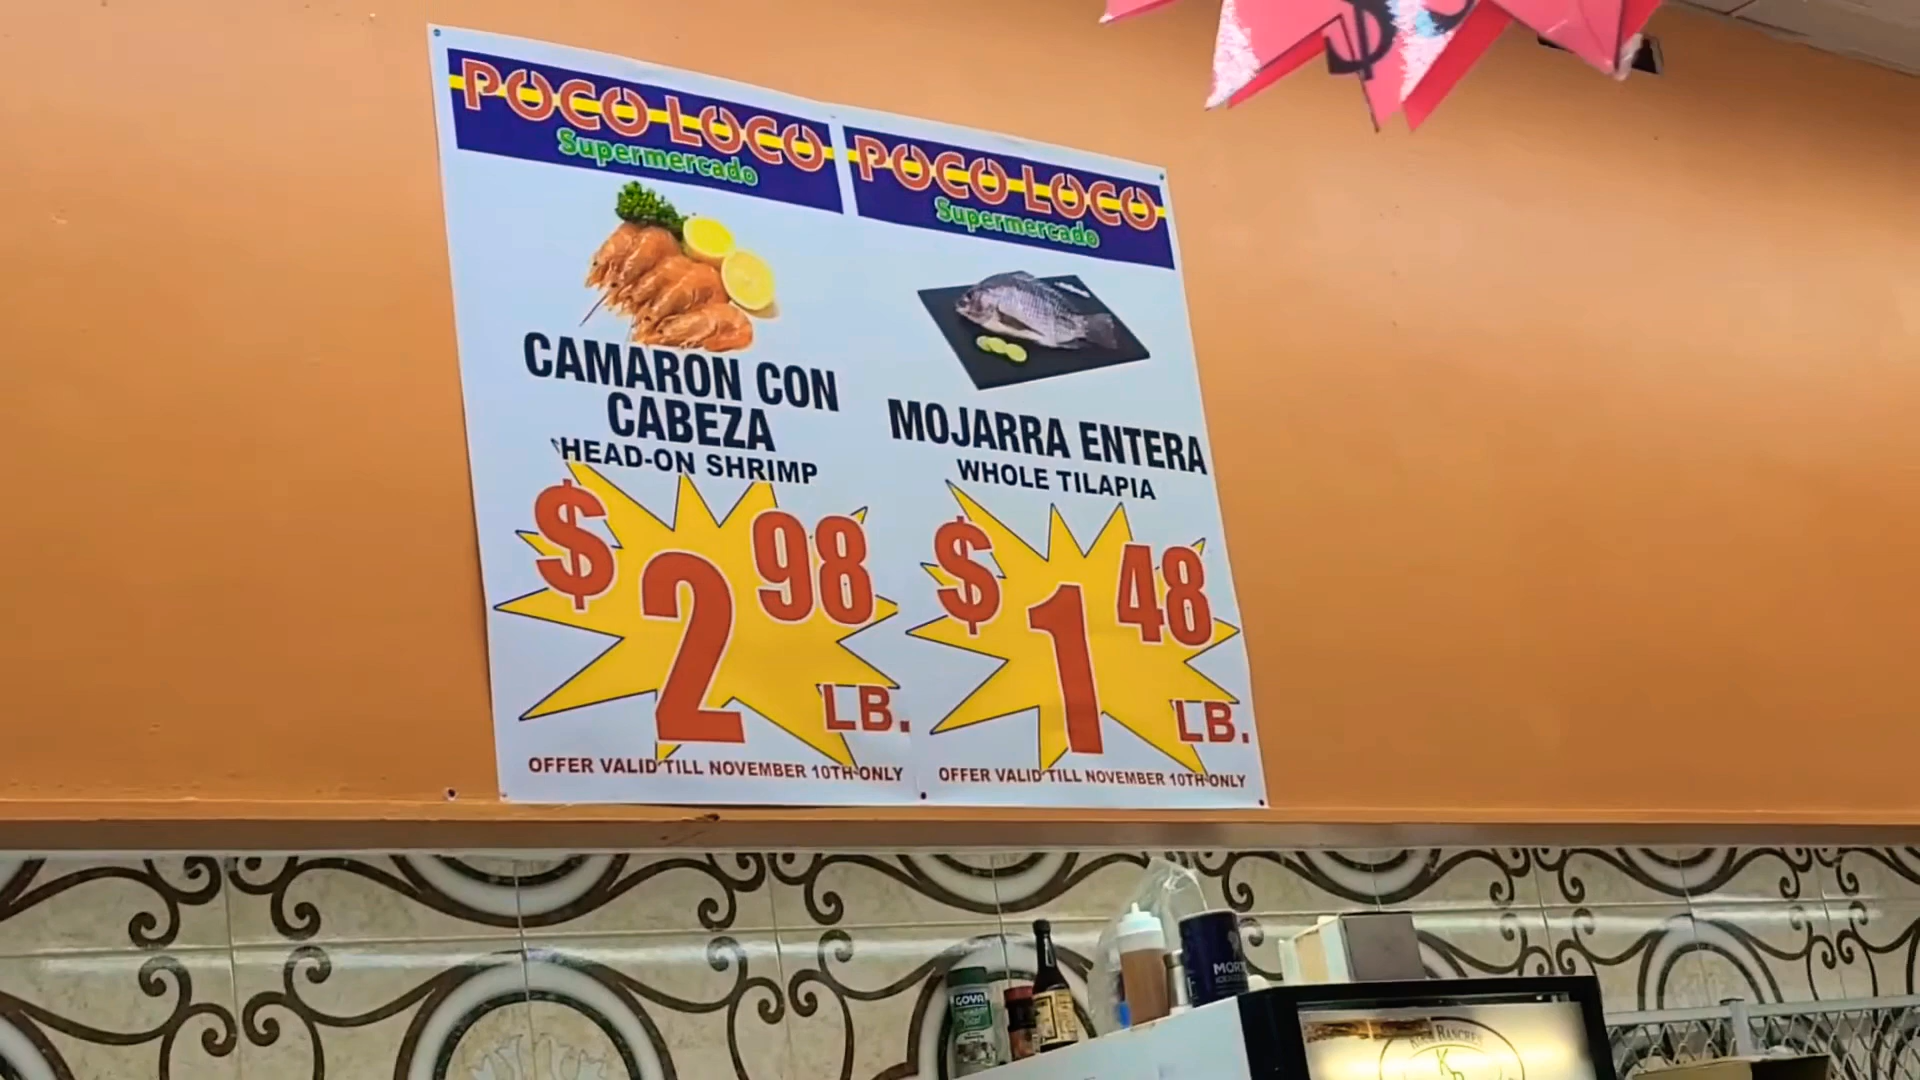 POCO LOCO
Supermercado
CAMARON CON
CABEZA
HEAD-ON SHRIMP
$2 98
LB.
OFFER VALID TILL NOVEMBER 10TH ONLY
POCO LOCO
Supermercado
MOJARRA ENTERA
WHOLE TILAPIA
$1 48
LB.
OFFER VALID TILL NOVEMBER 10TH ONLY
$
GOYA
MORT